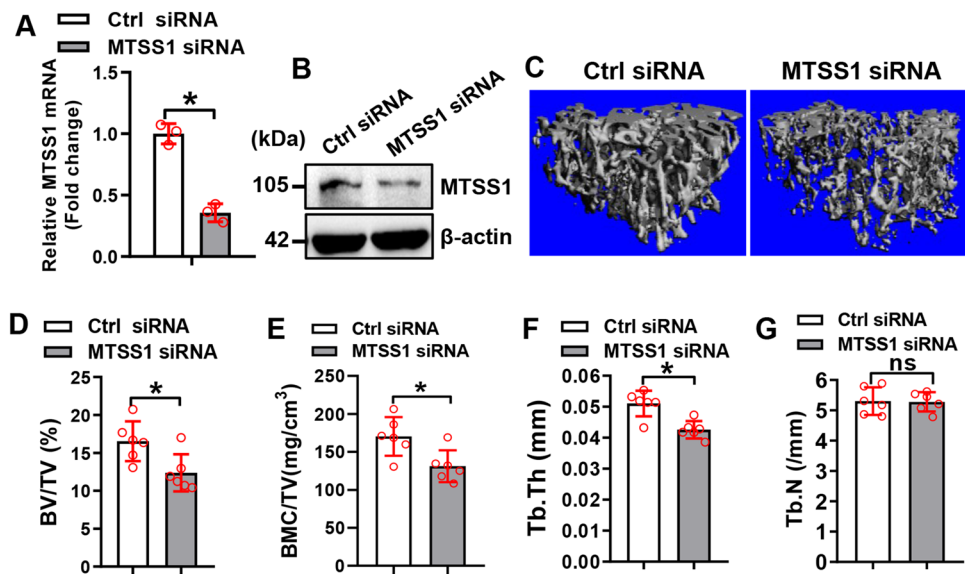 A
Ctrl siRNA
MTSS1 siRNA
Relative MTSS1 mRNA
(Fold change)
1.5
1.0
0.5
0.0
*
B
Ctrl siRNA
MTSS1 siRNA
(kDa)
105
MTSS1
42
β-actin
C
Ctrl siRNA
MTSS1 siRNA
D
Ctrl siRNA
MTSS1 siRNA
BV/TV (%)
25
20
15
10
5
0
*
E
Ctrl siRNA
MTSS1 siRNA
BMC/TV(mg/cm³)
250
200
150
100
50
0
*
F
Ctrl siRNA
MTSS1 siRNA
Tb.Th (mm)
0.06
0.05
0.04
0.03
0.02
0.01
0.00
*
G
Ctrl siRNA
MTSS1 siRNA
Tb.N (/mm)
6
5
4
3
2
1
0
ns